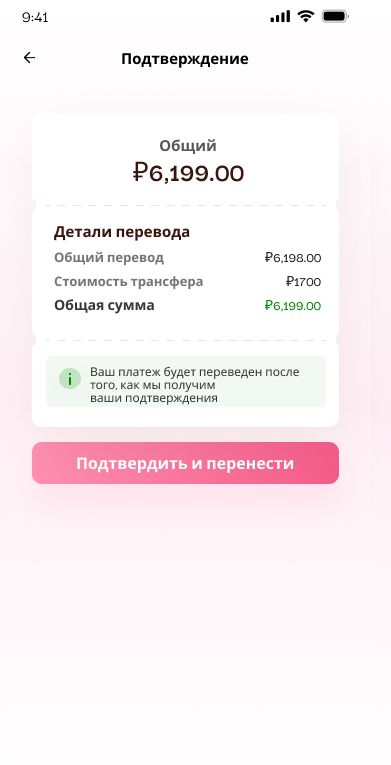 9:41
Подтверждение
Общий
₽6,199.00
Детали перевода
Общий перевод ₽6,198.00
Стоимость трансфера ₽1700
Общая сумма ₽6,199.00
Ваш платеж будет переведен после
того, как мы получим
ваши подтверждения
Подтвердить и перенести